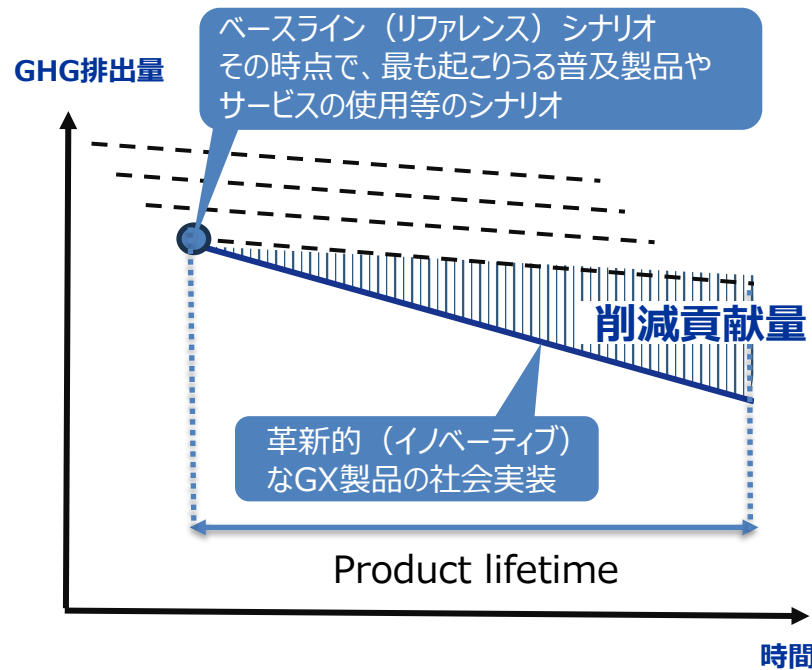 ベースライン（リファレンス）シナリオ
その時点で、最も起こりうる普及製品や
サービスの使用等のシナリオ
GHG排出量
削減貢献量
革新的（イノベーティブ）
なGX製品の社会実装
Product lifetime
時間